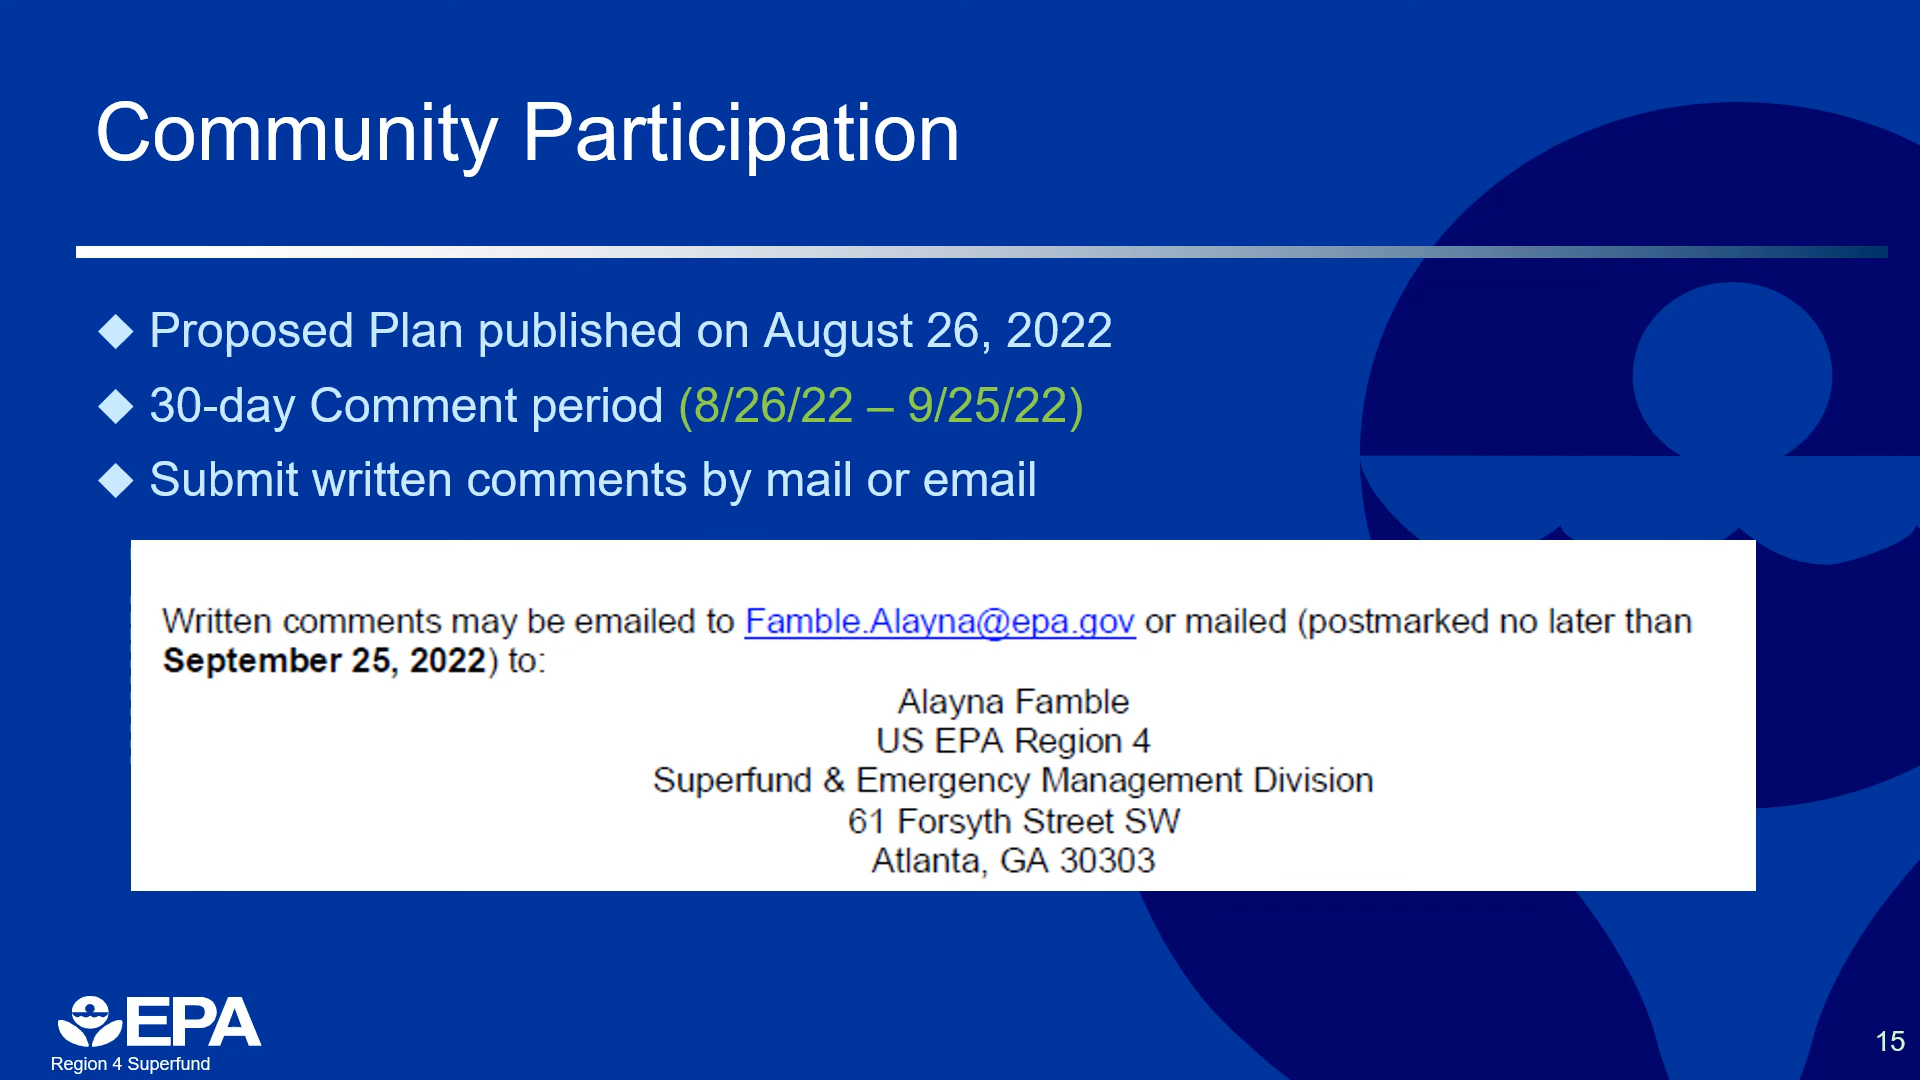 Community Participation
Proposed Plan published on August 26, 2022
30-day Comment period (8/26/22 – 9/25/22)
Submit written comments by mail or email
Written comments may be emailed to Famble.Alayna@epa.gov or mailed (postmarked no later than
September 25, 2022) to:
Alayna Famble
US EPA Region 4
Superfund & Emergency Management Division
61 Forsyth Street SW
Atlanta, GA 30303
EPA
Region 4 Superfund
15